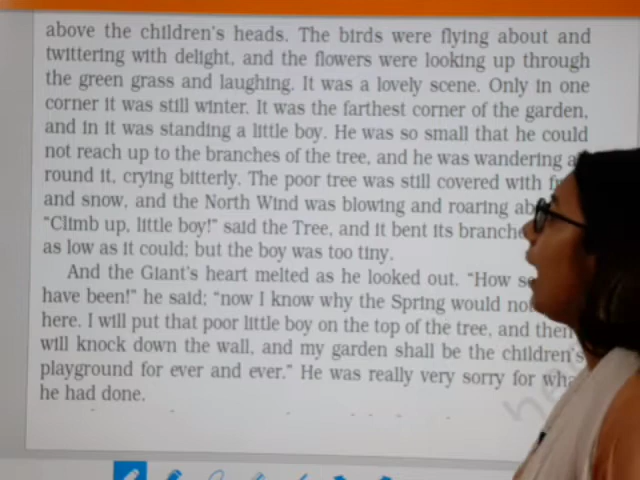 above the children's heads. The birds were flying about and
twittering with delight, and the flowers were looking up through
the green grass and laughing. It was a lovely scene. Only in one
corner it was still winter. It was the farthest corner of the garden,
and in it was standing a little boy. He was so small that he could
not reach up to the branches of the tree, and he was wandering a
round it, crying bitterly. The poor tree was still covered with
and snow, and the North Wind was blowing and roaring
"Climb up, little boy!" said the Tree, and it bent its
as low as it could; but the boy was too tiny.
And the Giant's heart melted as he looked out. "How
have been!" he said; "now I know why the Spring would
here. I will put that poor little boy on the top of the tree, and then
will knock down the wall, and my garden shall be the children's
playground for ever and ever." He was really very sorry for
he had done.